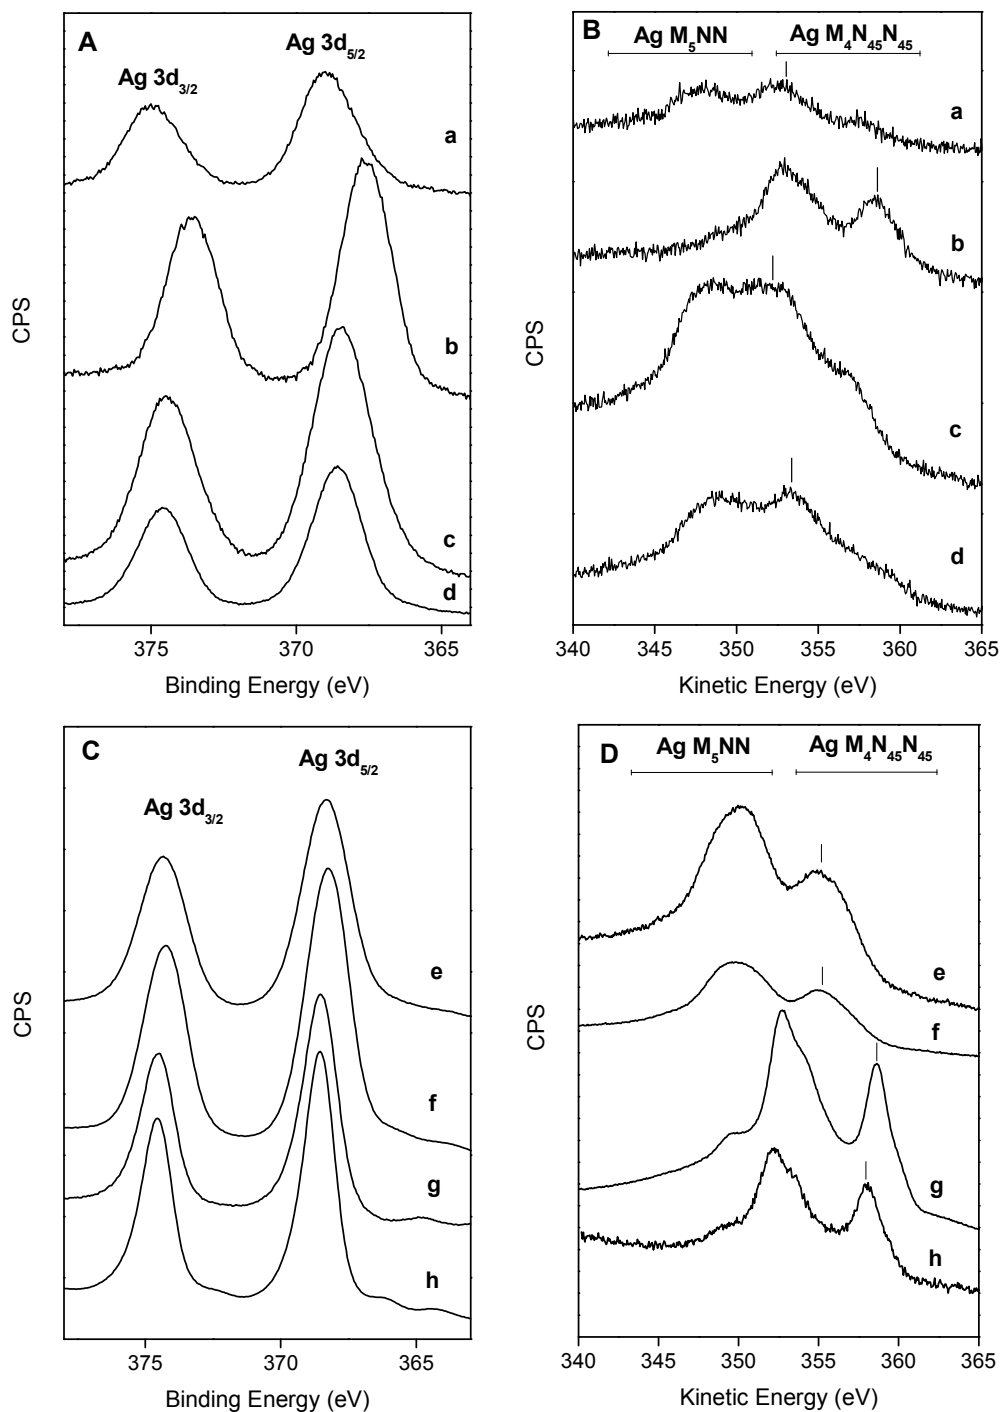 A
Ag 3d5/2
Ag 3d3/2
a
b
c
d
CPS
375 370 365
Binding Energy (eV)
B
Ag M5NN Ag M4N45N45
a
b
c
d
CPS
340 345 350 355 360 365
Kinetic Energy (eV)
C
Ag 3d5/2
Ag 3d3/2
e
f
g
h
CPS
375 370 365
Binding Energy (eV)
D
Ag M5NN Ag M4N45N45
e
f
g
h
CPS
340 345 350 355 360 365
Kinetic Energy (eV)